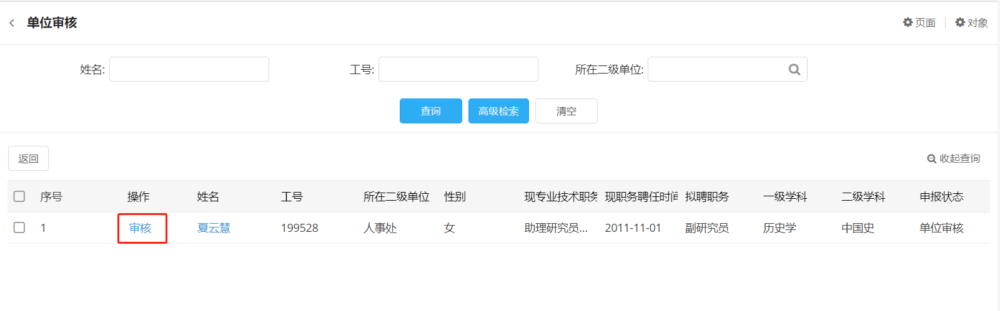 单位审核 页面 对象
姓名: 工号: 所在二级单位:
查询 高级检索 清空
返回 收起查询
序号 操作 姓名 工号 所在二级单位 性别 现专业技术职务 现职务聘任时间 拟聘职务 一级学科 二级学科 申报状态
1 审核 夏云慧 199528 人事处 女 助理研究员... 2011-11-01 副研究员 历史学 中国史 单位审核